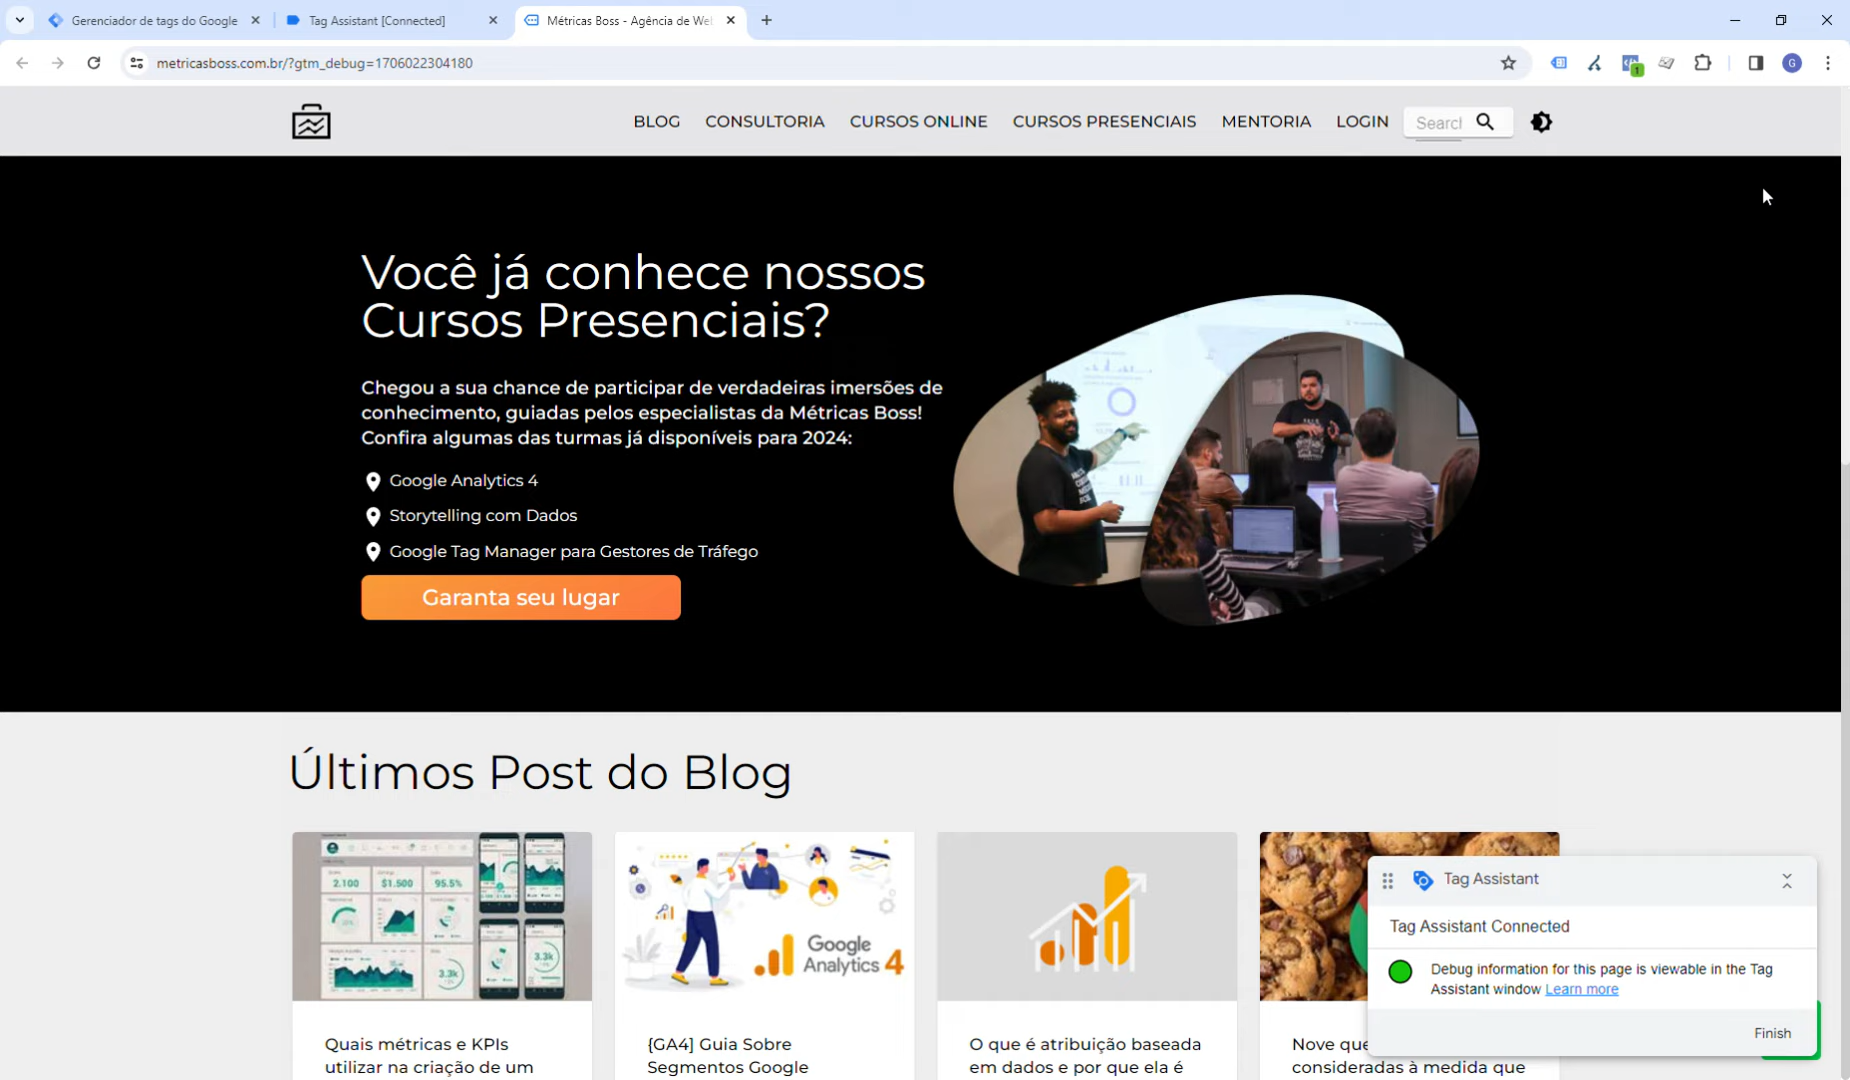 Gerenciador de tags do Google
Tag Assistant [Connected]
Métricas Boss - Agência de We
metricasboss.com.br/?gtm_debug=1706022304180
1
G
BLOG
CONSULTORIA
CURSOS ONLINE
CURSOS PRESENCIAIS
MENTORIA
LOGIN
Search
Você já conhece nossos
Cursos Presenciais?
Chegou a sua chance de participar de verdadeiras imersões de
conhecimento, guiadas pelos especialistas da Métricas Boss!
Confira algumas das turmas já disponíveis para 2024:
Google Analytics 4
Storytelling com Dados
Google Tag Manager para Gestores de Tráfego
Garanta seu lugar
Últimos Post do Blog
2.100
$1.500
95.5%
3.3k
3.3k
Google
Analytics 4
Quais métricas e KPIs
utilizar na criação de um
{GA4] Guia Sobre
Segmentos Google
O que é atribuição baseada
em dados e por que ela é
Nove que
consideradas à medida que
Tag Assistant
Tag Assistant Connected
Debug information for this page is viewable in the Tag
Assistant window Learn more
Finish